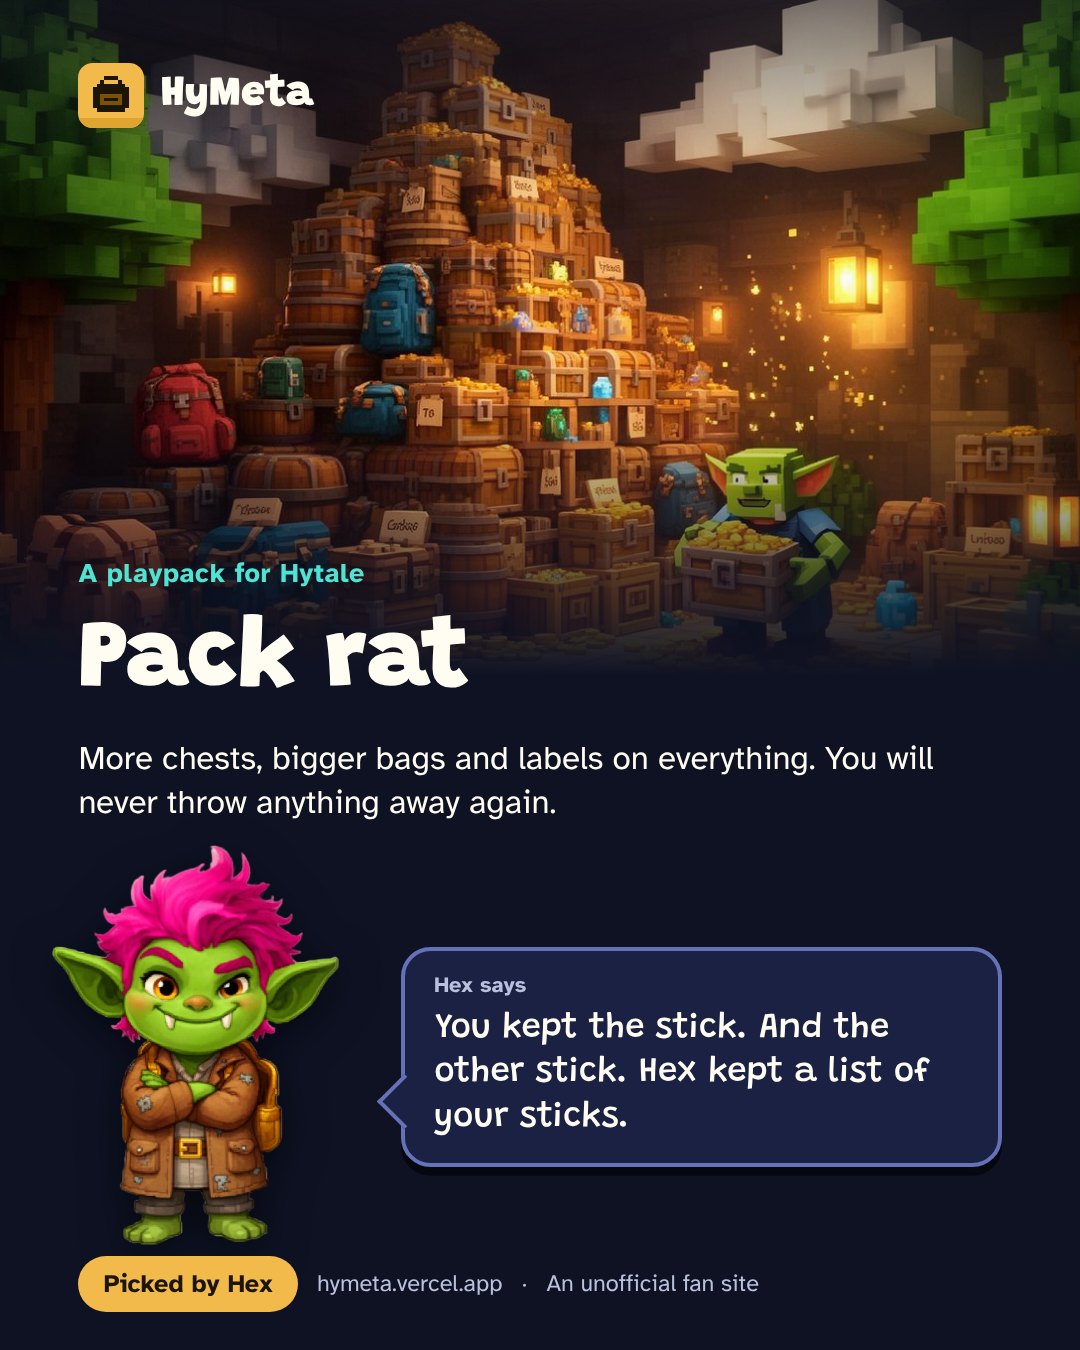 HyMeta
A playpack for Hytale
Pack rat
More chests, bigger bags and labels on everything. You will
never throw anything away again.
Hex says
You kept the stick. And the
other stick. Hex kept a list of
your sticks.
Picked by Hex
hymeta.vercel.app · An unofficial fan site